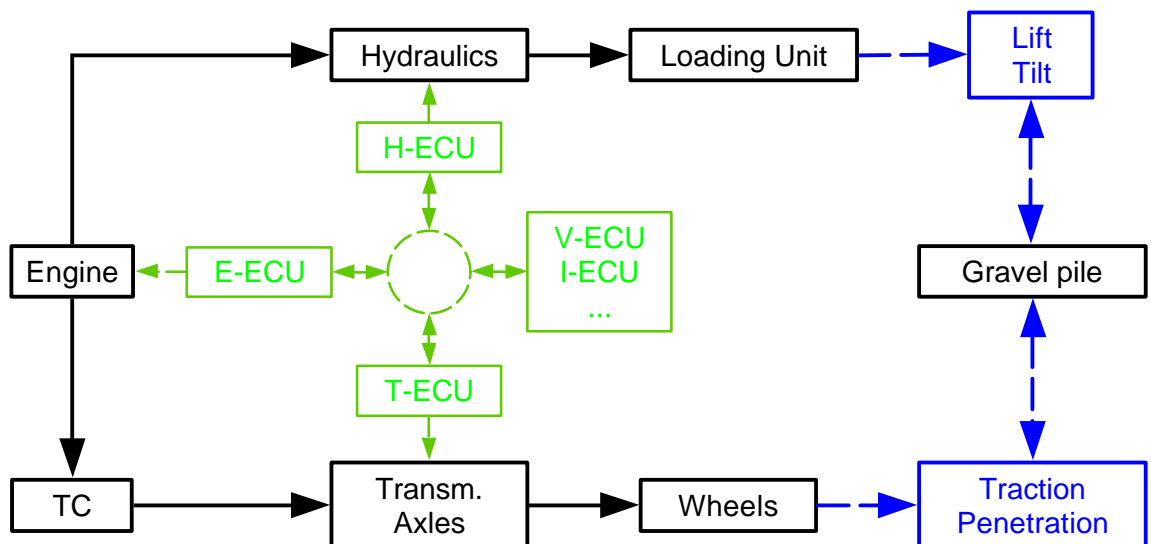 Hydraulics
Loading Unit
Lift
Tilt
H-ECU
V-ECU
I-ECU
...
Engine
E-ECU
Gravel pile
T-ECU
TC
Transm.
Axles
Wheels
Traction
Penetration